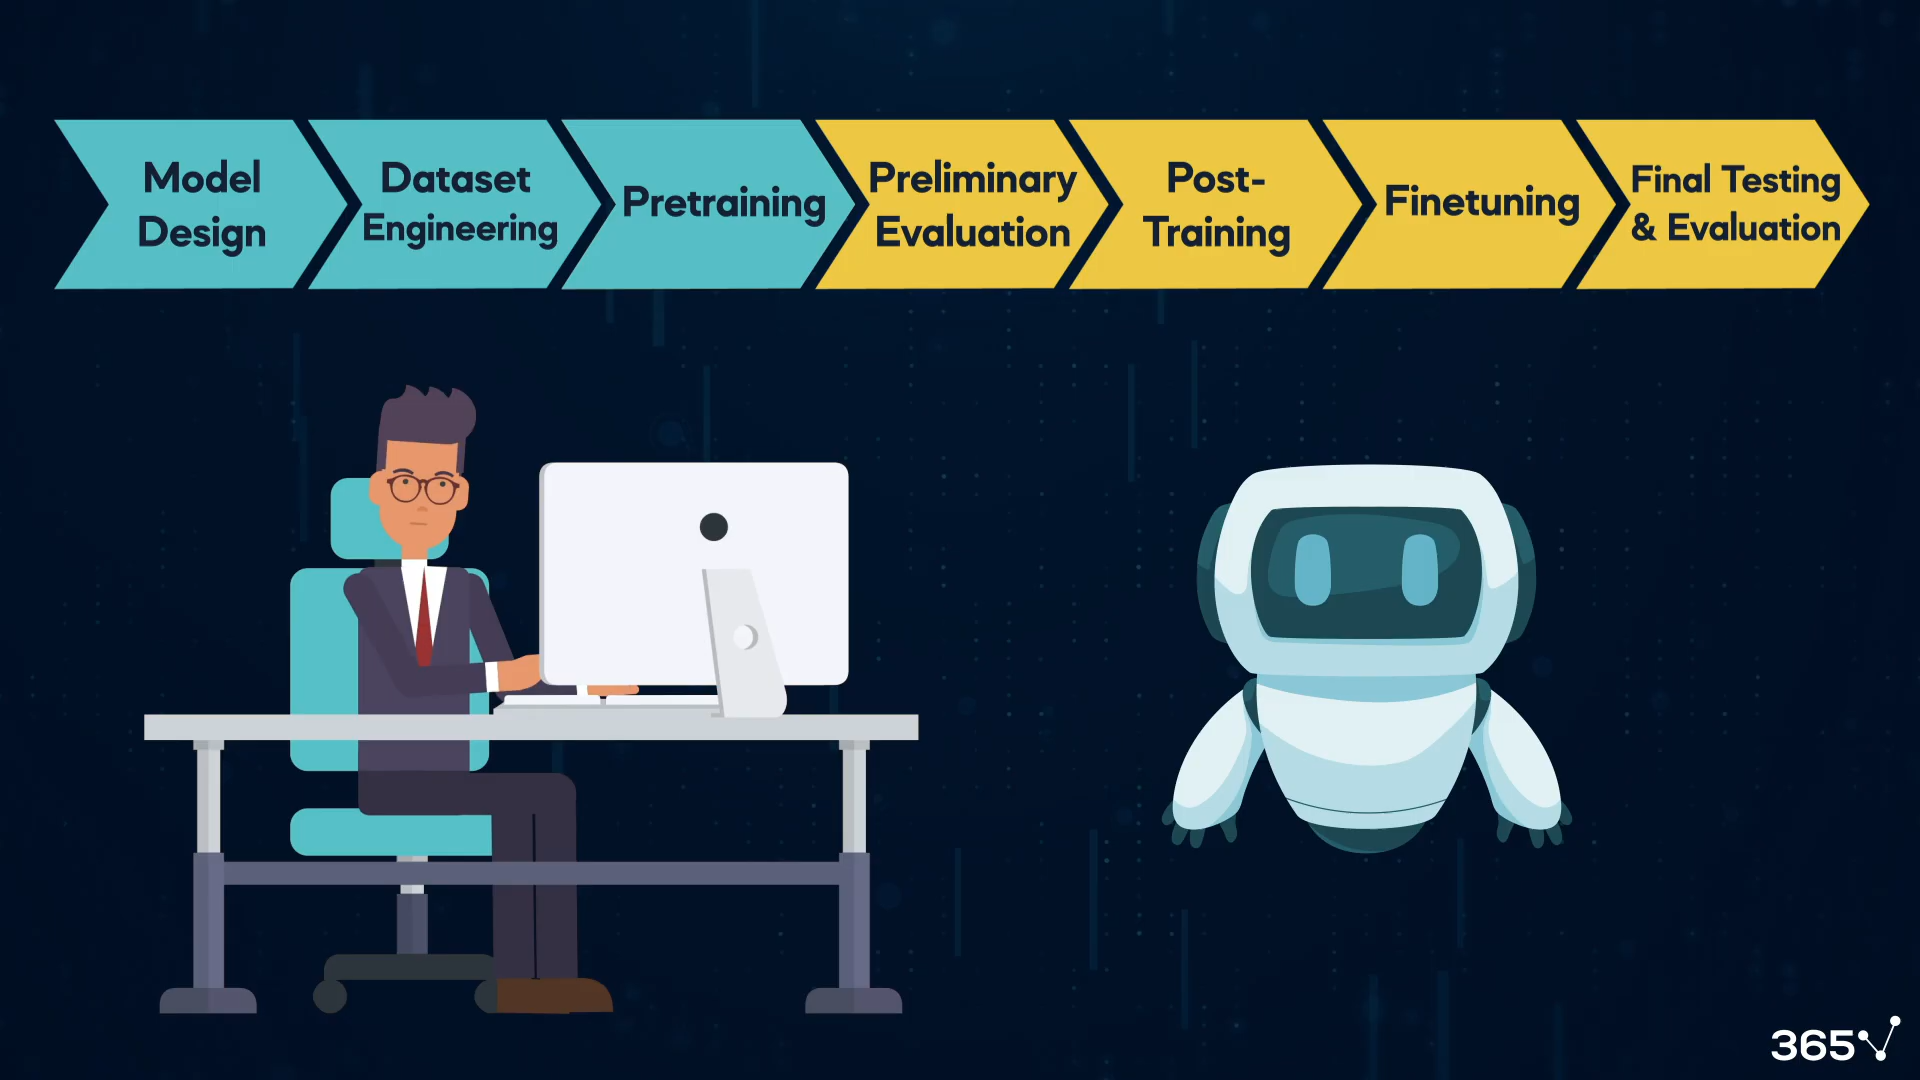 Model
Design
Dataset
Engineering
Pretraining
Preliminary
Evaluation
Post-
Training
Finetuning
Final Testing
& Evaluation
365